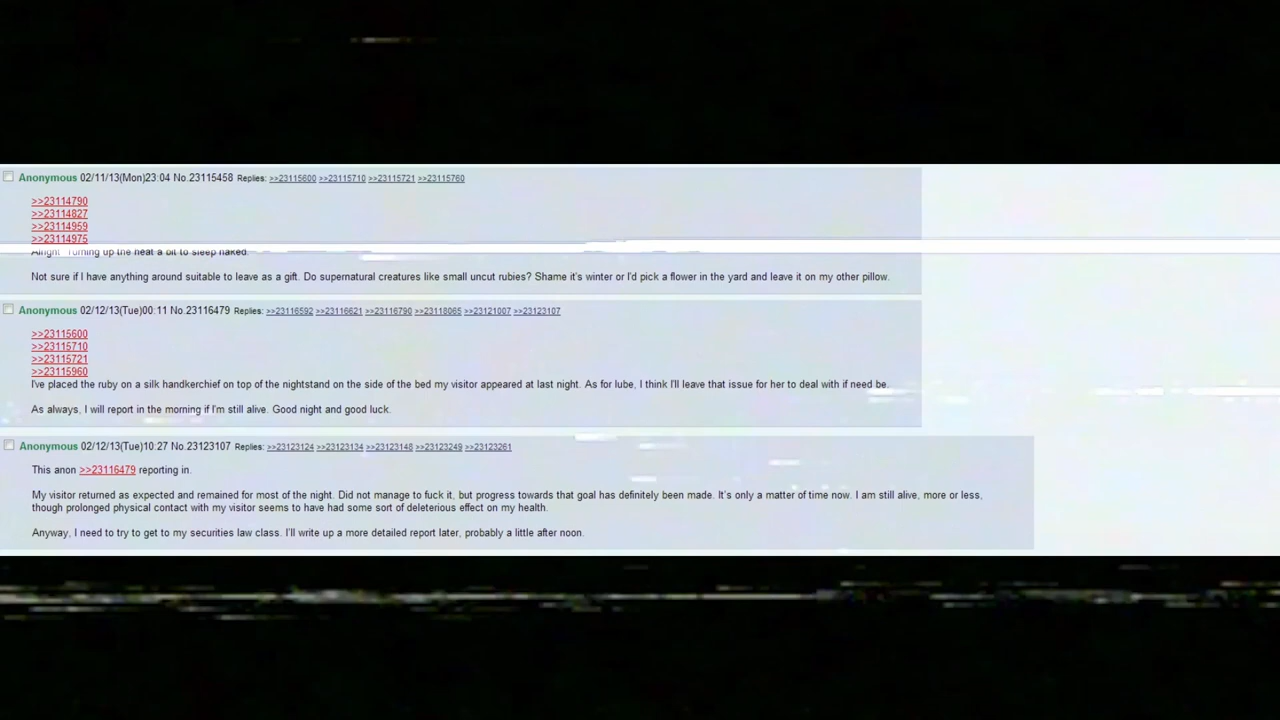 Anonymous 02/11/13(Mon)23:04 No.23115458 Replies: >>23115600 >>23115710 >>23115721 >>23115760
>>23114790
>>23114827
>>23114959
>>23114975
Alright Turning up the heat a bit to sleep naked.
Not sure if I have anything around suitable to leave as a gift. Do supernatural creatures like small uncut rubies? Shame it's winter or I'd pick a flower in the yard and leave it on my other pillow.
Anonymous 02/12/13(Tue)00:11 No.23116479 Replies: >>23116592 >>23116621 >>23116790 >>23118065 >>23121007 >>23123107
>>23115600
>>23115710
>>23115721
>>23115960
I've placed the ruby on a silk handkerchief on top of the nightstand on the side of the bed my visitor appeared at last night. As for lube, I think I'll leave that issue for her to deal with if need be.
As always, I will report in the morning if I'm still alive. Good night and good luck.
Anonymous 02/12/13(Tue)10:27 No.23123107 Replies: >>23123124 >>23123134 >>23123148 >>23123249 >>23123261
This anon >>23116479 reporting in.
My visitor returned as expected and remained for most of the night. Did not manage to fuck it, but progress towards that goal has definitely been made. It's only a matter of time now. I am still alive, more or less,
though prolonged physical contact with my visitor seems to have had some sort of deleterious effect on my health.
Anyway, I need to try to get to my securities law class. I'll write up a more detailed report later, probably a little after noon.